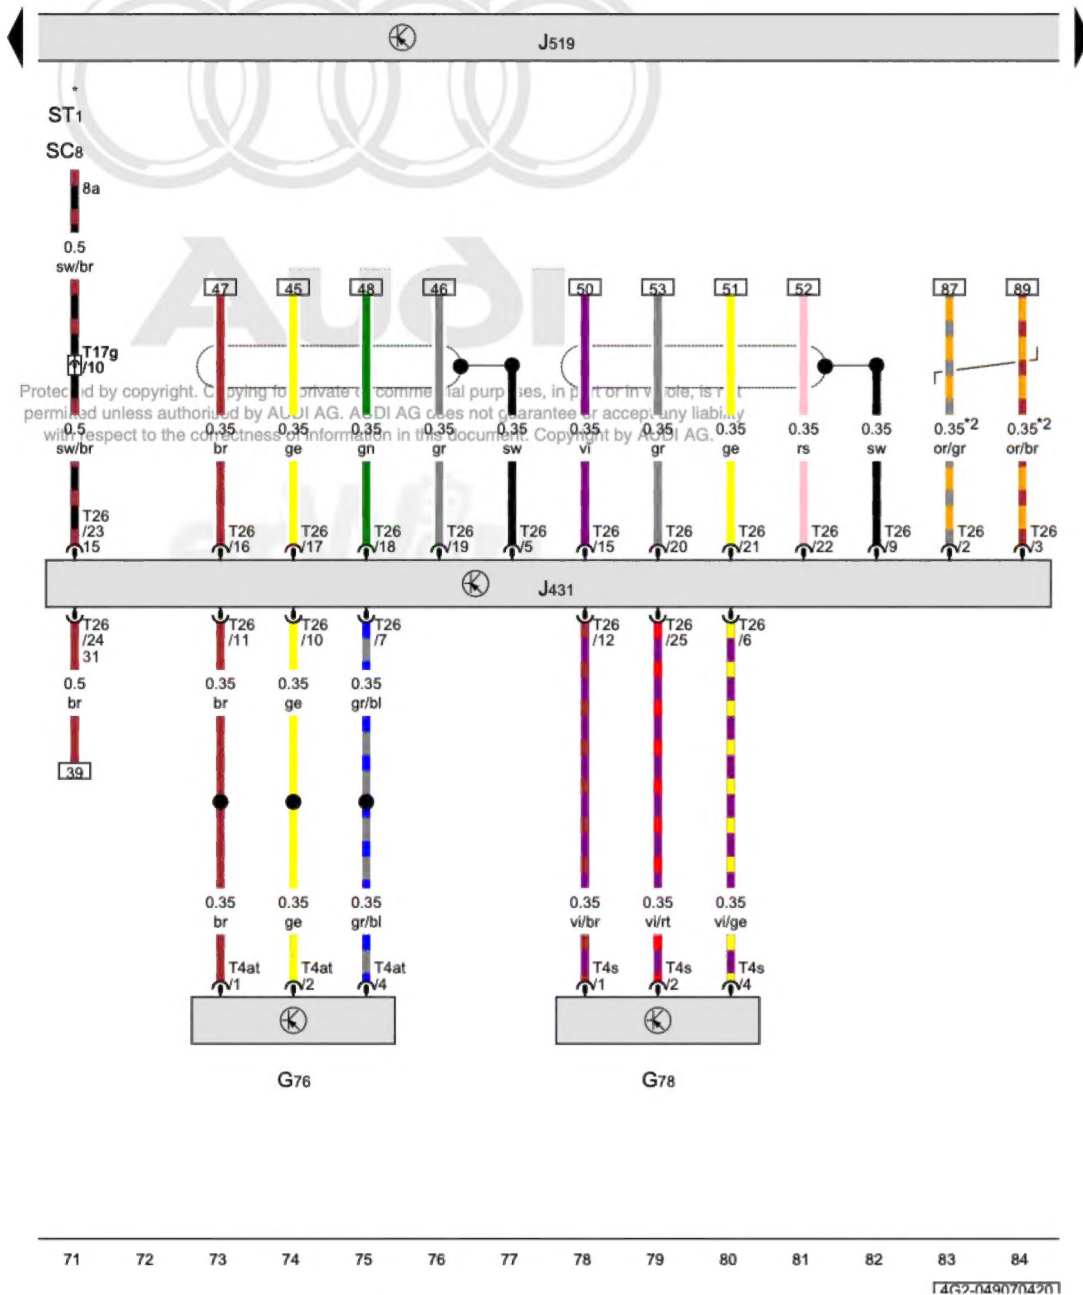 J519
*
ST1
SC8
8a
0.5
sw/br
Audi
47 45 48 46 50 53 51 52 87 89
T17g
/10
Protected by copyright. Copying for private or commercial purposes, in part or in whole, is not
permitted unless authorised by AUDI AG. AUDI AG does not guarantee or accept any liability
with respect to the correctness of information in this document. Copyright by AUDI AG.
0.5 0.35 0.35 0.35 0.35 0.35 0.35 0.35 0.35 0.35 0.35 0.35*2 0.35*2
sw/br br ge gn gr sw vi gr ge rs sw or/gr or/br
T26 T26 T26 T26 T26 T26 T26 T26 T26 T26 T26 T26 T26
/23 /16 /17 /18 /19 /5 /15 /20 /21 /22 /9 /2 /3
15
J431
T26 T26 T26 T26 T26 T26 T26
/24 /11 /10 /7 /12 /25 /6
31
0.5 0.35 0.35 0.35
br br ge gr/bl
39
0.35 0.35 0.35 0.35 0.35 0.35
br ge gr/bl vi/br vi/rt vi/ge
T4at T4at T4at T4s T4s T4s
/1 /2 /4 /1 /2 /4
G76 G78
71 72 73 74 75 76 77 78 79 80 81 82 83 84
4G2-049070420